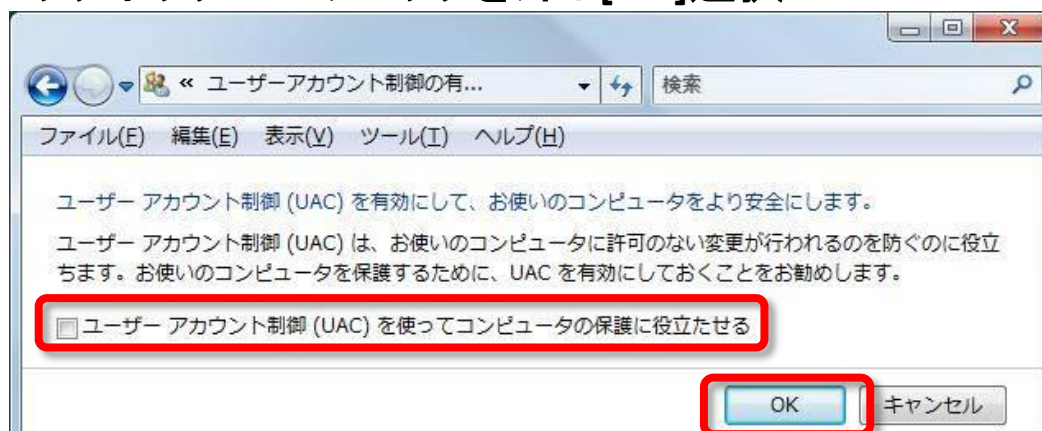 « ユーザーアカウント制御の有...
検索
ファイル(F) 編集(E) 表示(V) ツール(T) ヘルプ(H)
ユーザー アカウント制御 (UAC) を有効にして、お使いのコンピュータをより安全にします。
ユーザー アカウント制御 (UAC) は、お使いのコンピュータに許可のない変更が行われるのを防ぐのに役立
ちます。お使いのコンピュータを保護するために、UAC を有効にしておくことをお勧めします。
ユーザー アカウント制御 (UAC) を使ってコンピュータの保護に役立たせる
OK キャンセル